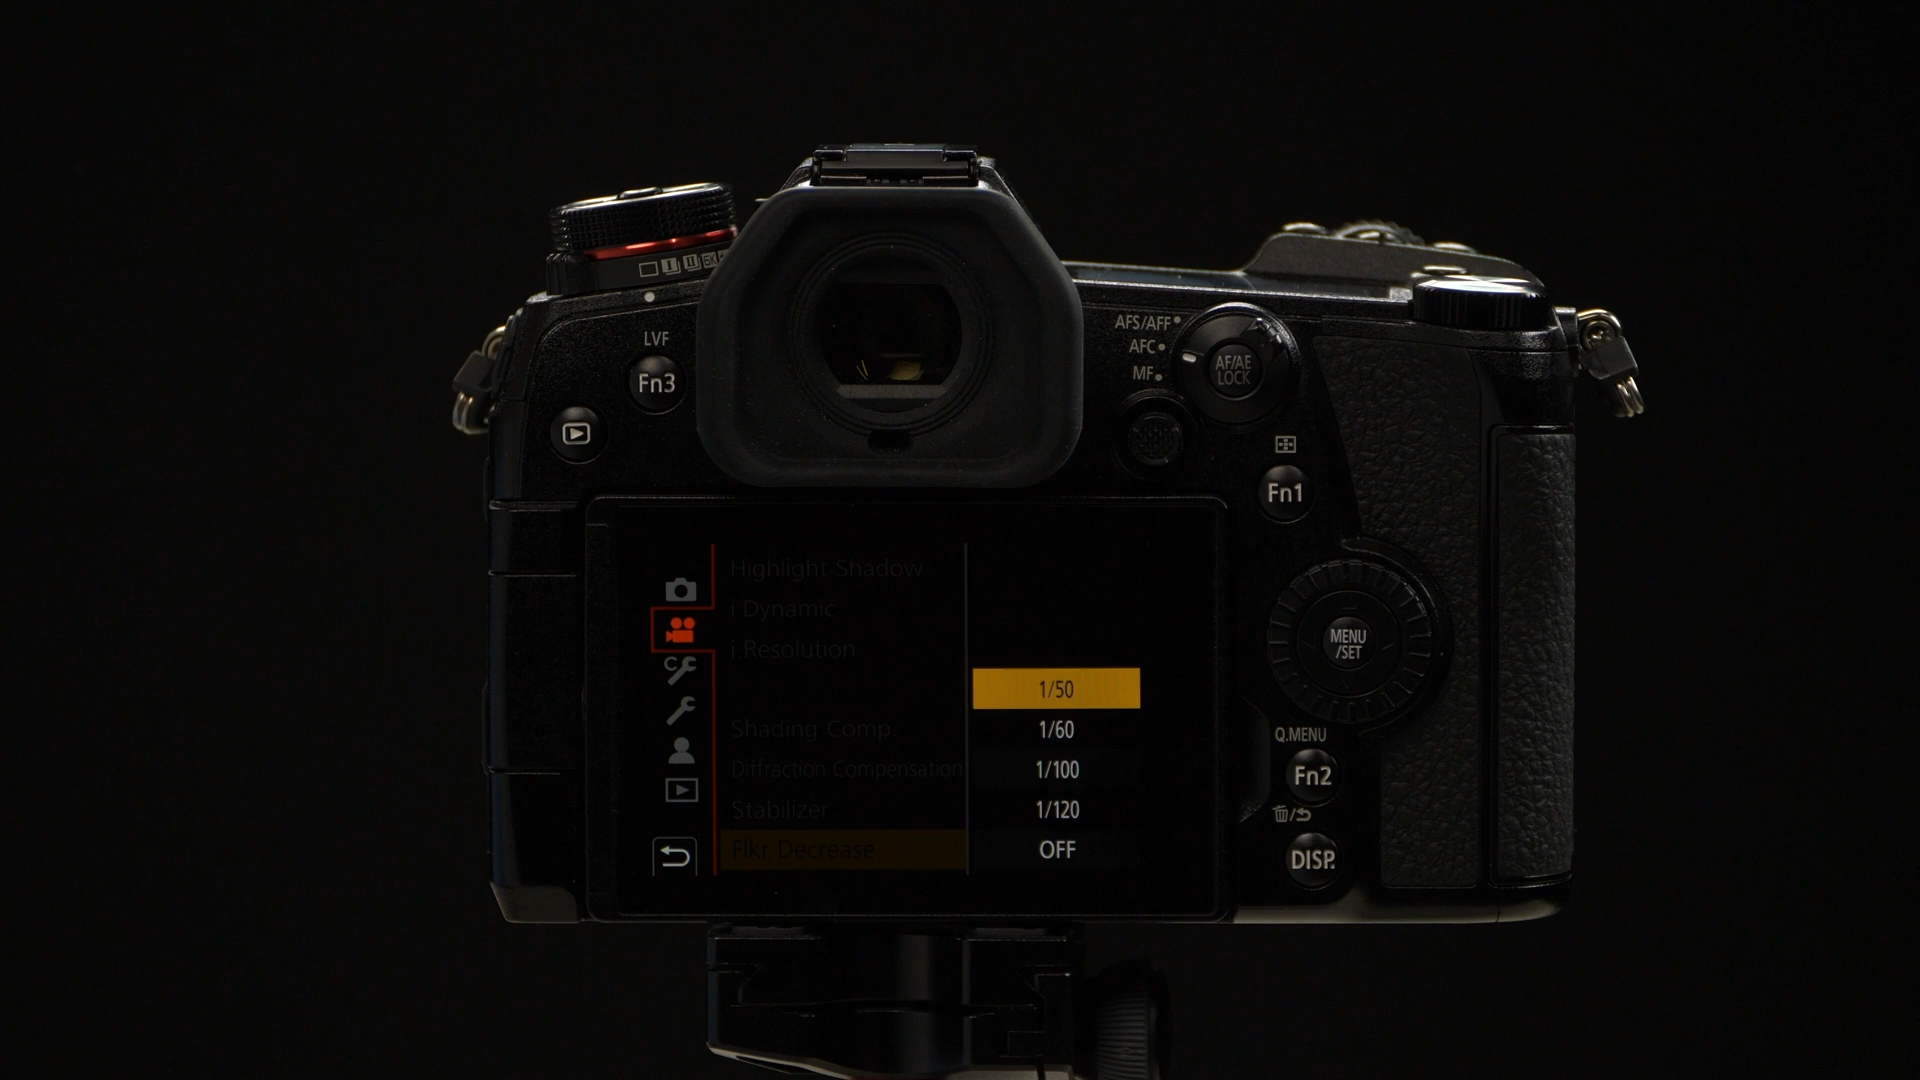 LVF
Fn3
AFS/AFF
AFC
MF
AF/AE
LOCK
Fn1
MENU
/SET
Q.MENU
Fn2
DISP.
Highlight Shadow
i.Dynamic
i.Resolution
1/50
Shading Comp.
1/60
Diffraction Compensation
1/100
Stabilizer
1/120
Flkr Decrease
OFF